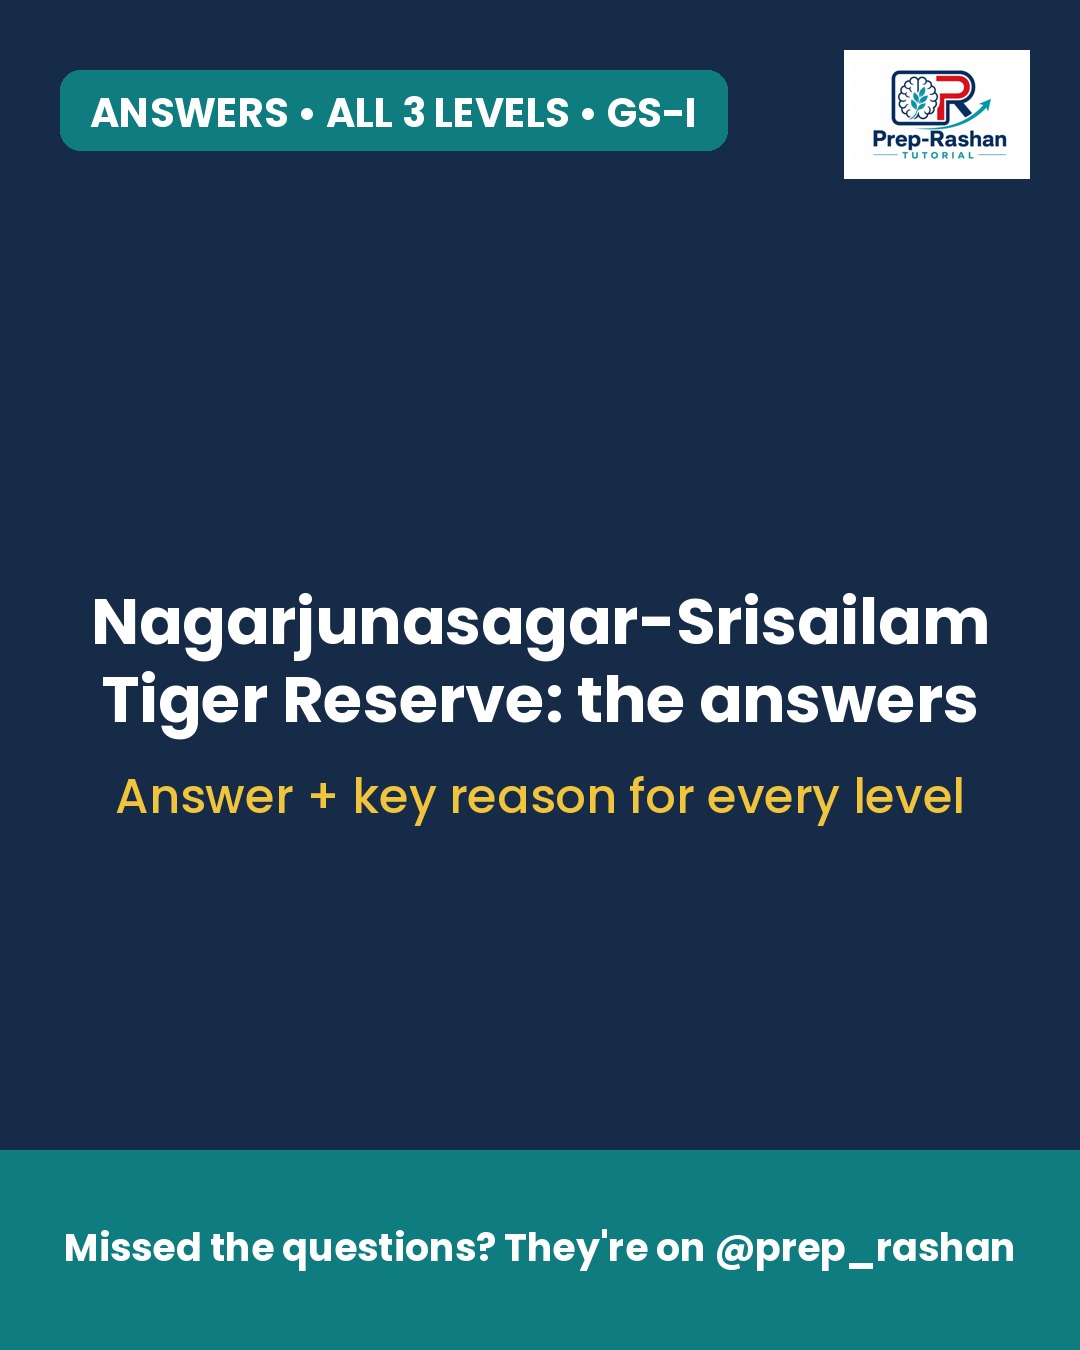 ANSWERS • ALL 3 LEVELS • GS-I
PR
Prep-Rashan
TUTORIAL
Nagarjunasagar-Srisailam
Tiger Reserve: the answers
Answer + key reason for every level
Missed the questions? They're on @prep_rashan